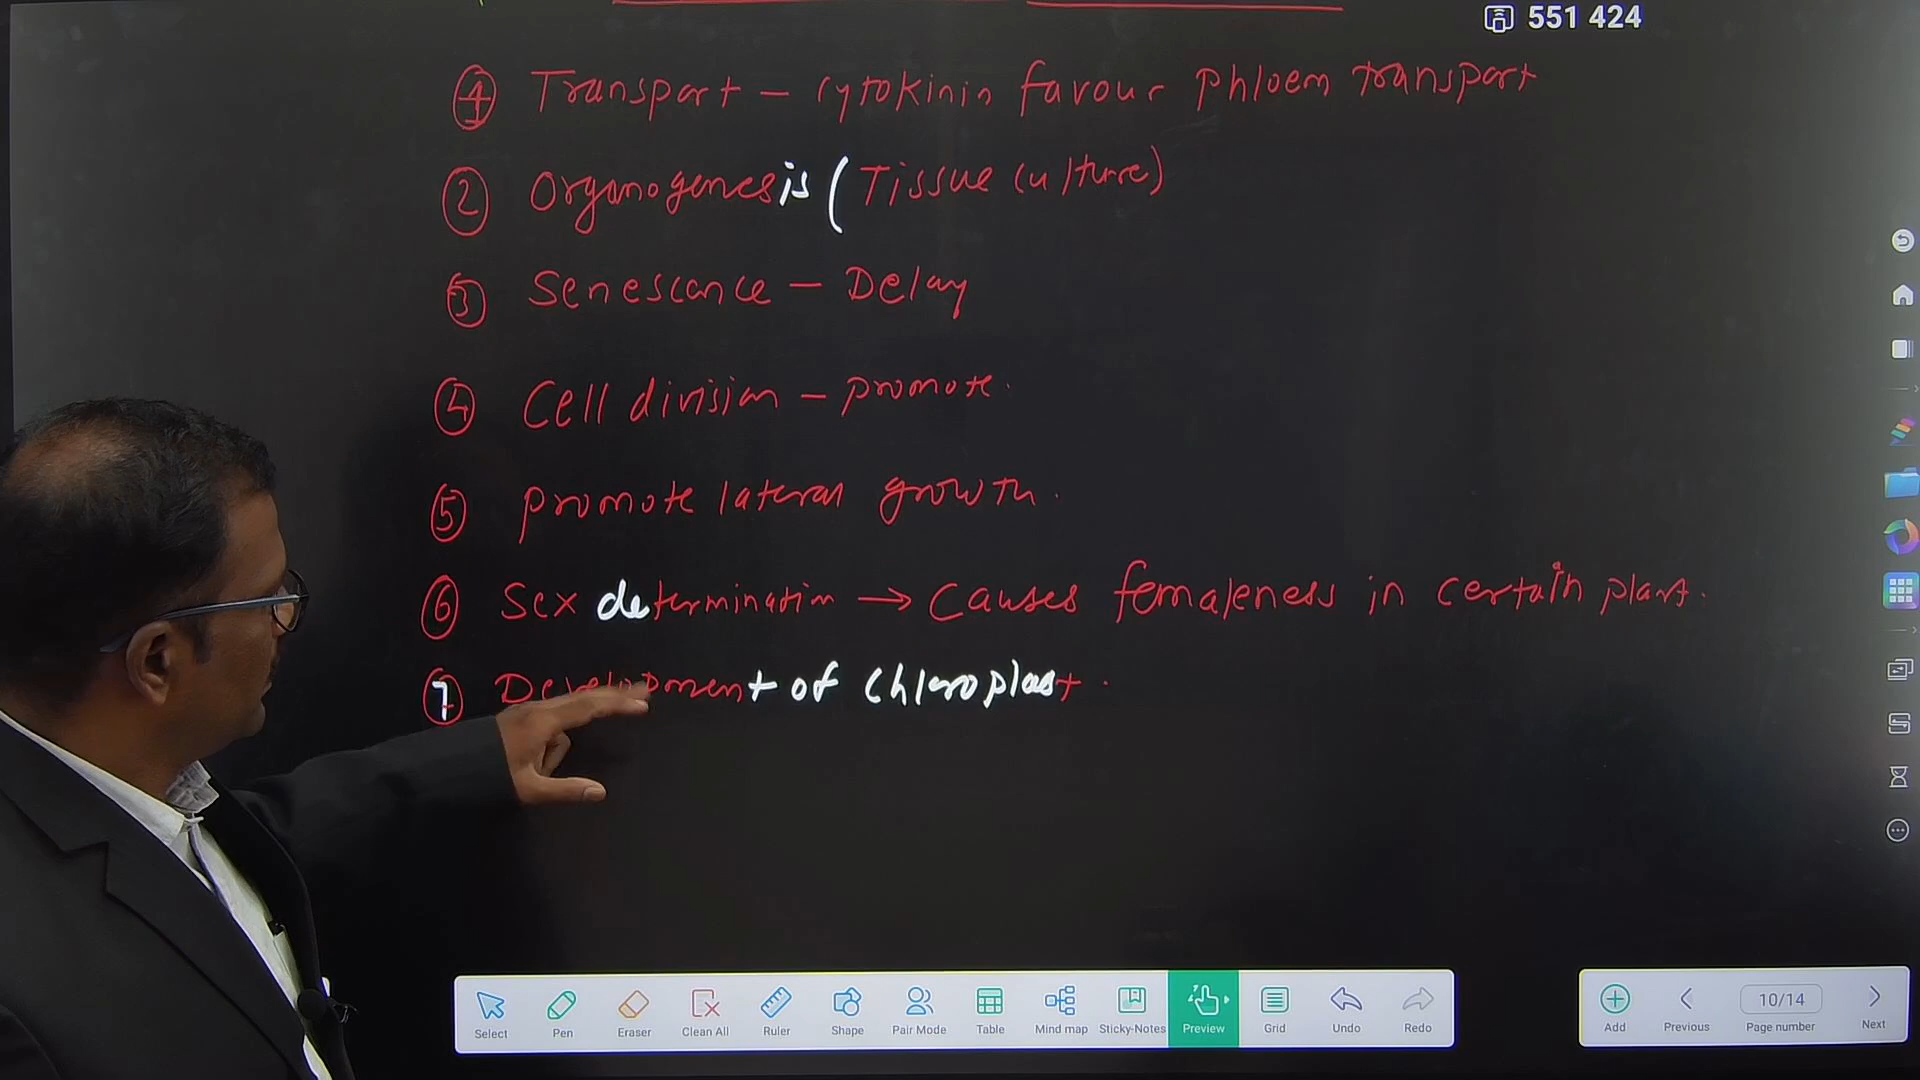 551 424
① Transport – Cytokinin favour phloem transport
② Organogenesis (Tissue culture)
③ Senescance – Delay
④ Cell division – promote.
⑤ promote lateral growth.
⑥ Sex determination → Causes femaleness in certain plant.
⑦ Development of chloroplast.
Select Pen Eraser Clean All Ruler Shape Pair Mode Table Mind map Sticky-Notes Preview Grid Undo Redo
10/14
Add Previous Page number Next